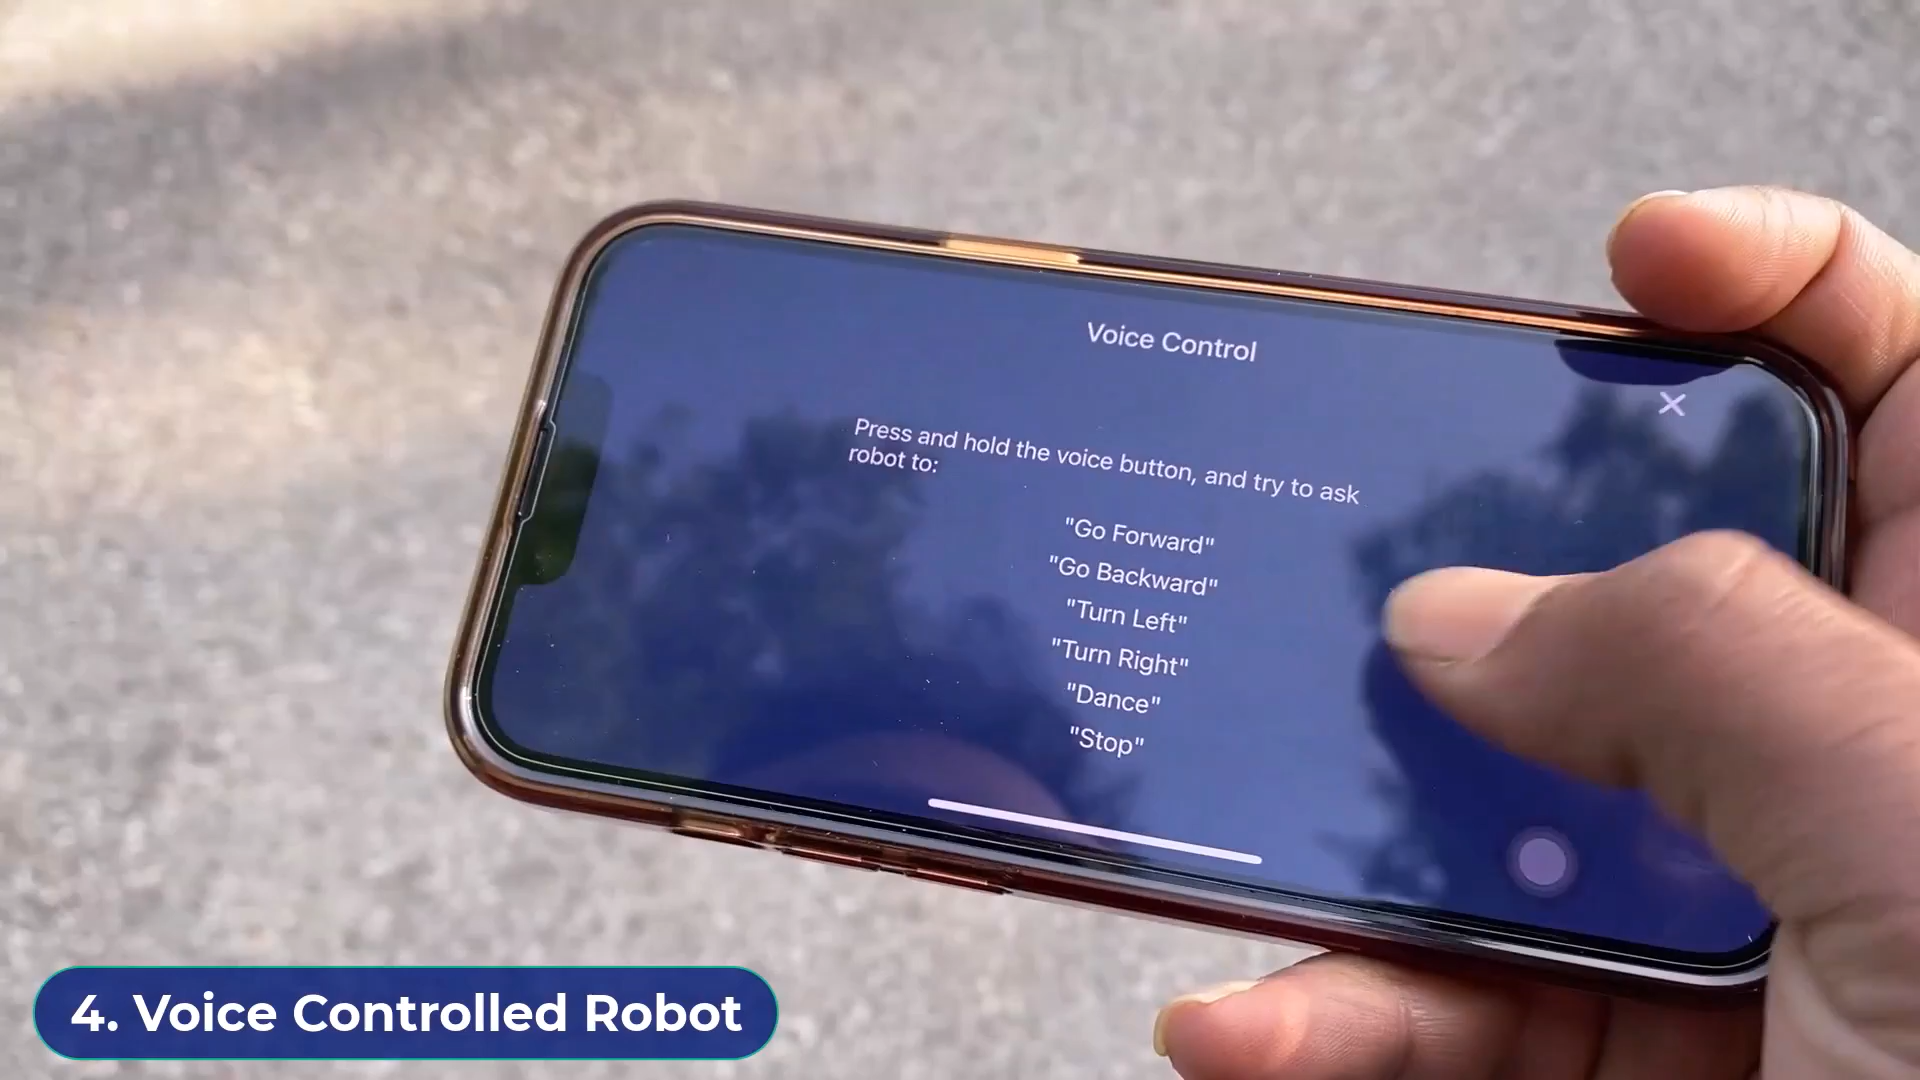 Voice Control
Press and hold the voice button, and try to ask
robot to:
"Go Forward"
"Go Backward"
"Turn Left"
"Turn Right"
"Dance"
"Stop"
4. Voice Controlled Robot